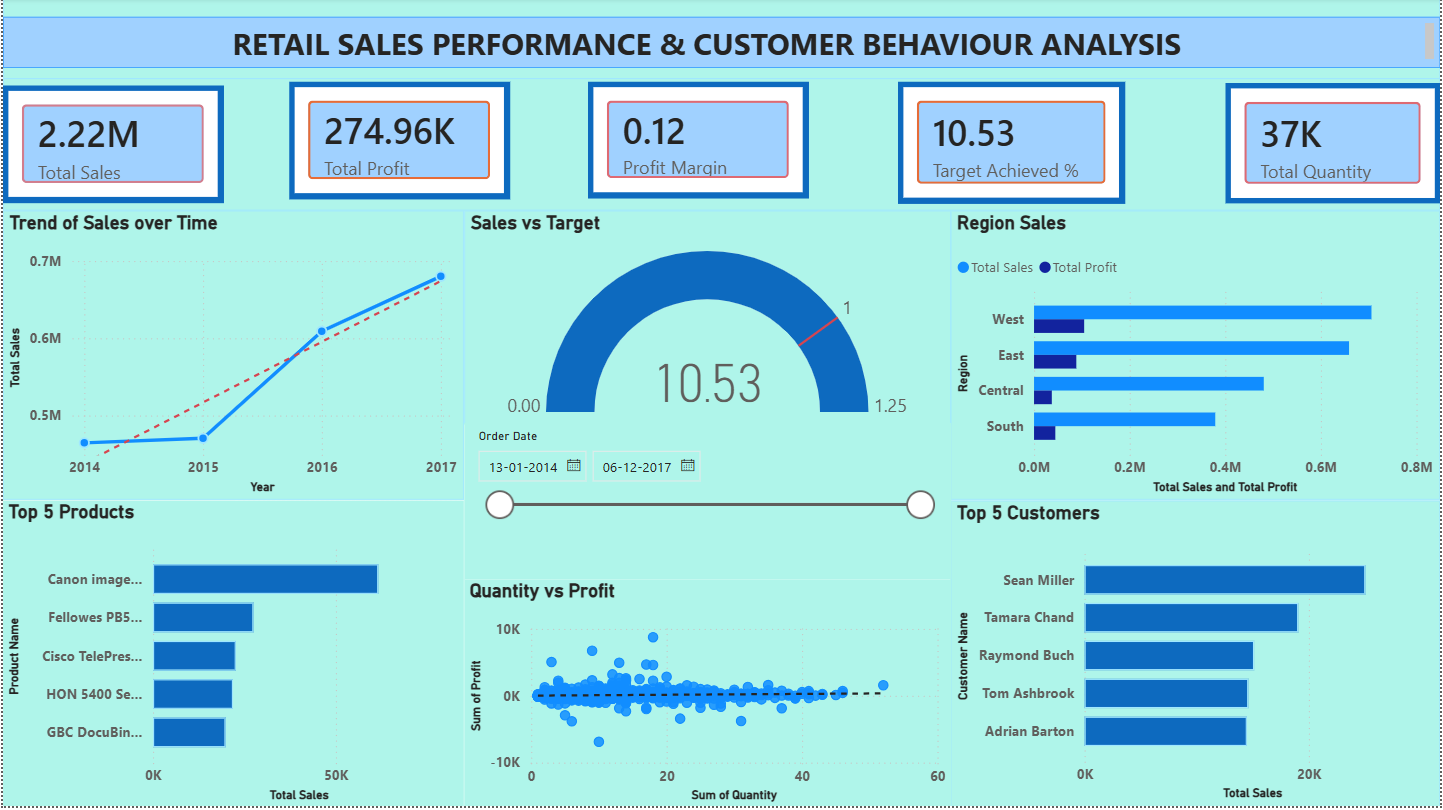 RETAIL SALES PERFORMANCE & CUSTOMER BEHAVIOUR ANALYSIS
2.22M
Total Sales
274.96K
Total Profit
0.12
Profit Margin
10.53
Target Achieved %
37K
Total Quantity
Trend of Sales over Time
Total Sales
0.7M
0.6M
0.5M
2014
2015
2016
2017
Year
Sales vs Target
1
10.53
0.00
1.25
Order Date
13-01-2014
06-12-2017
Region Sales
Total Sales
Total Profit
Region
West
East
Central
South
0.0M
0.2M
0.4M
0.6M
0.8M
Total Sales and Total Profit
Top 5 Products
Product Name
Canon image...
Fellowes PB5...
Cisco TelePres...
HON 5400 Se...
GBC DocuBin...
0K
50K
Total Sales
Quantity vs Profit
Sum of Profit
10K
0K
-10K
0
20
40
60
Sum of Quantity
Top 5 Customers
Customer Name
Sean Miller
Tamara Chand
Raymond Buch
Tom Ashbrook
Adrian Barton
0K
20K
Total Sales